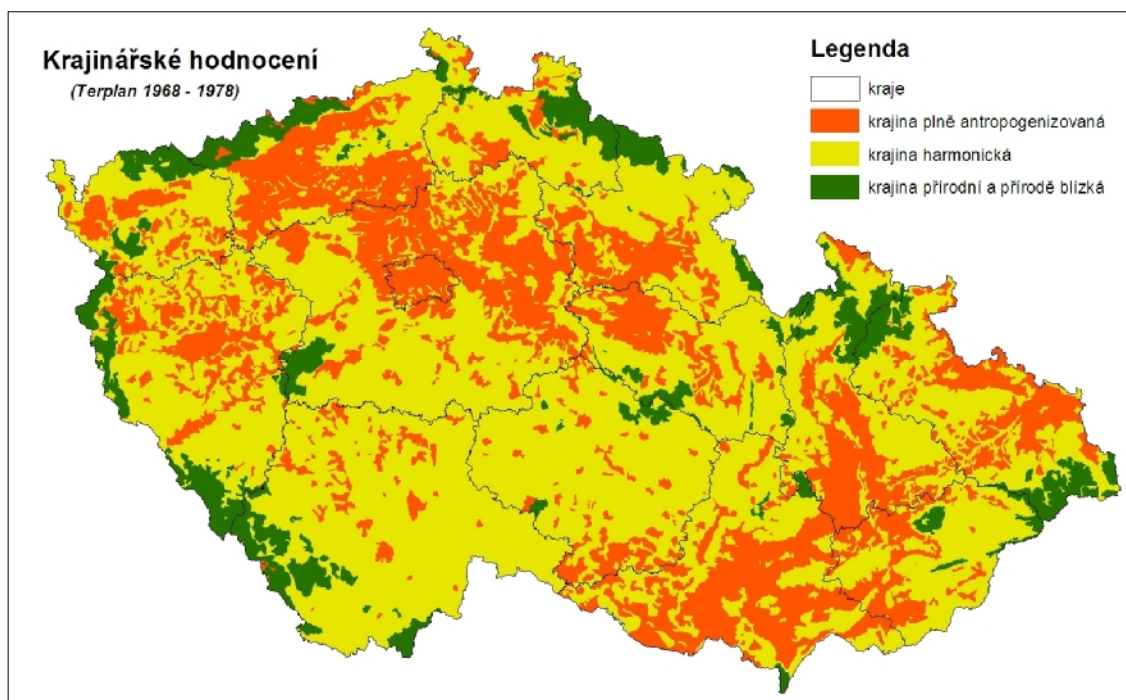 Krajinářské hodnocení
(Terplan 1968 - 1978)
Legenda
kraje
krajina plně antropogenizovaná
krajina harmonická
krajina přírodní a přírodě blízká